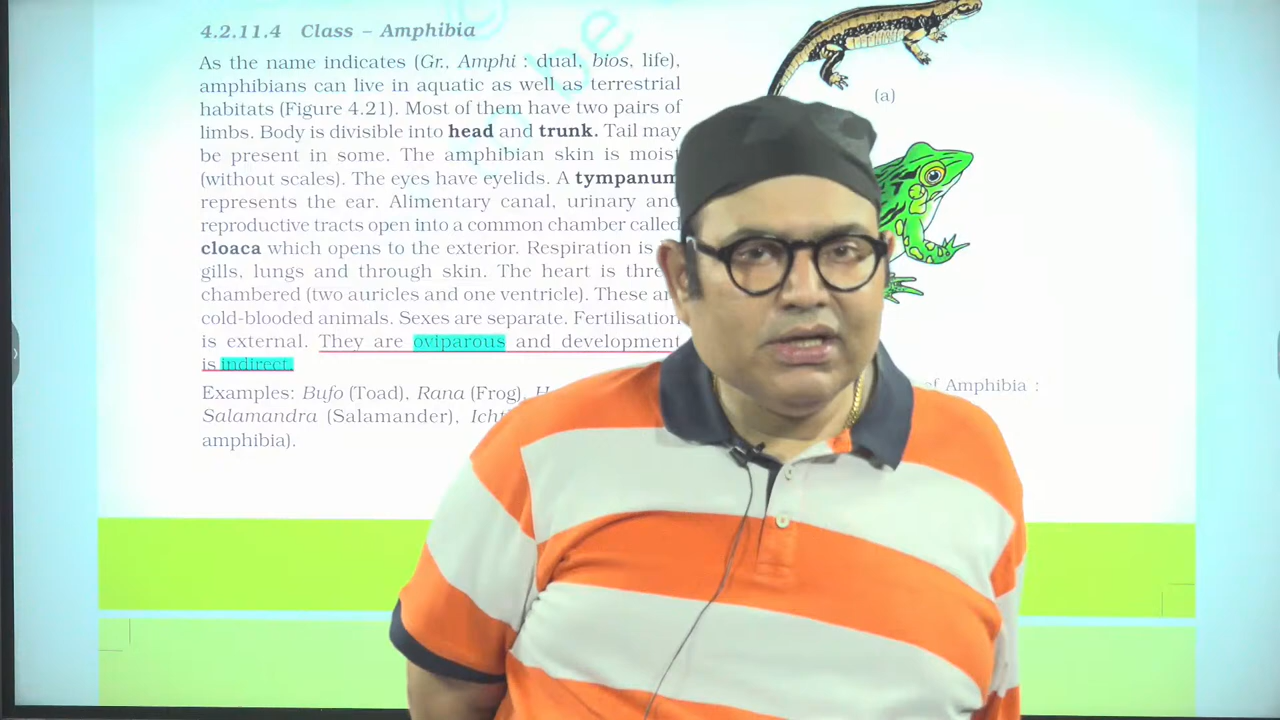 4.2.11.4 Class – Amphibia
As the name indicates (Gr., Amphi : dual, bios, life),
amphibians can live in aquatic as well as terrestrial
habitats (Figure 4.21). Most of them have two pairs of
limbs. Body is divisible into head and trunk. Tail may
be present in some. The amphibian skin is moist
(without scales). The eyes have eyelids. A tympanum
represents the ear. Alimentary canal, urinary and
reproductive tracts open into a common chamber called
cloaca which opens to the exterior. Respiration is
gills, lungs and through skin. The heart is
chambered (two auricles and one ventricle). These
cold-blooded animals. Sexes are separate. Fertilisation
is external. They are oviparous and development
is indirect.
Examples: Bufo (Toad), Rana (Frog),
Salamandra (Salamander),
amphibia).
(a)
of Amphibia :